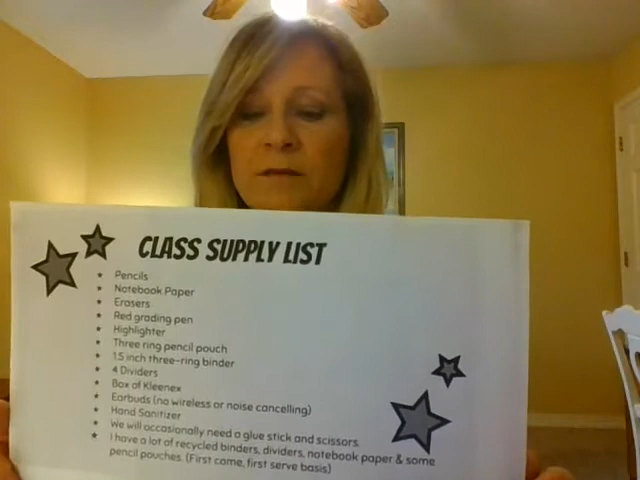 CLASS SUPPLY LIST
Pencils
Notebook Paper
Erasers
Red grading pen
Highlighter
Three ring pencil pouch
1.5 inch three-ring binder
4 Dividers
Box of Kleenex
Earbuds (no wireless or noise cancelling)
Hand Sanitizer
We will occasionally need a glue stick and scissors.
I have a lot of recycled binders, dividers, notebook paper & some
pencil pouches. (First come, first serve basis)